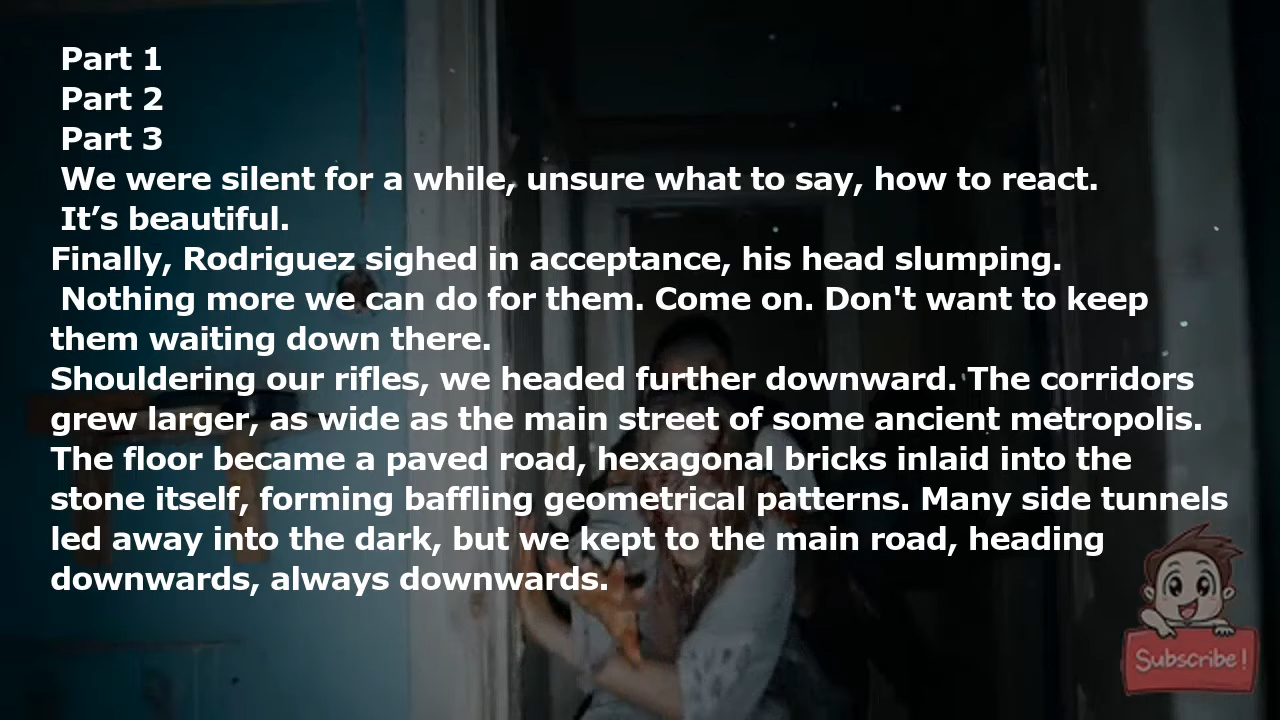 Part 1
Part 2
Part 3
We were silent for a while, unsure what to say, how to react.
It’s beautiful.
Finally, Rodriguez sighed in acceptance, his head slumping.
Nothing more we can do for them. Come on. Don't want to keep
them waiting down there.
Shouldering our rifles, we headed further downward. The corridors
grew larger, as wide as the main street of some ancient metropolis.
The floor became a paved road, hexagonal bricks inlaid into the
stone itself, forming baffling geometrical patterns. Many side tunnels
led away into the dark, but we kept to the main road, heading
downwards, always downwards.
Subscribe!